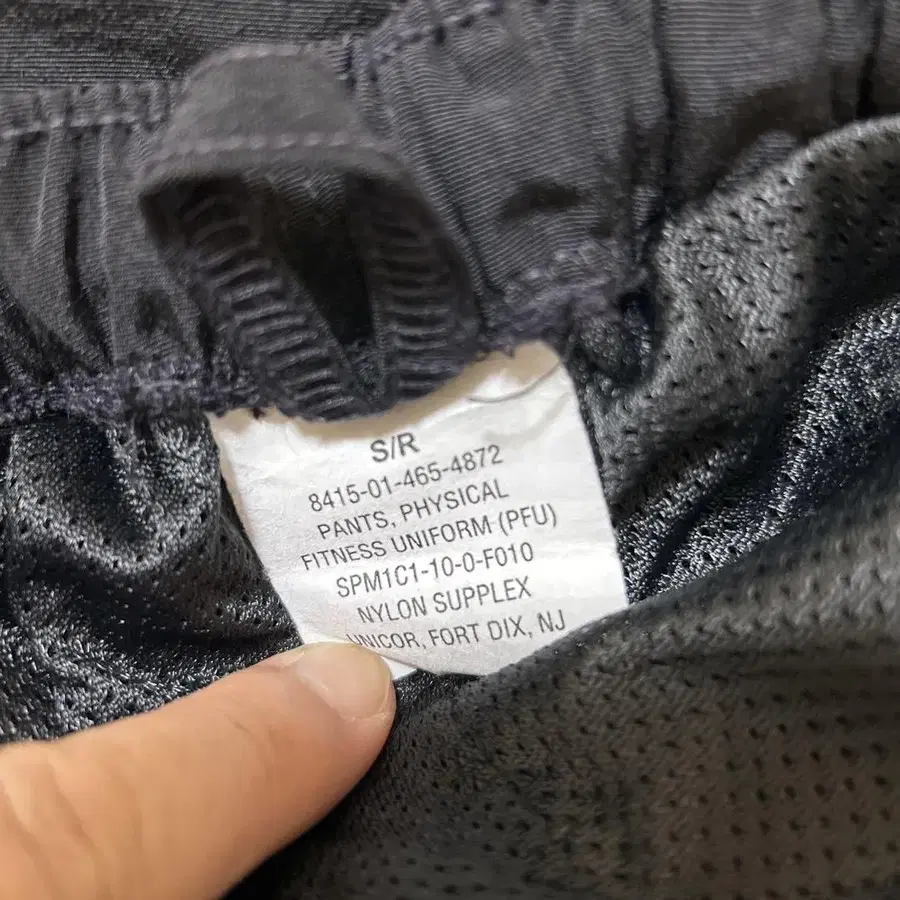 S/R
8415-01-465-4872
PANTS, PHYSICAL
FITNESS UNIFORM (PFU)
SPM1C1-10-0-F010
NYLON SUPPLEX
UNICOR, FORT DIX, NJ